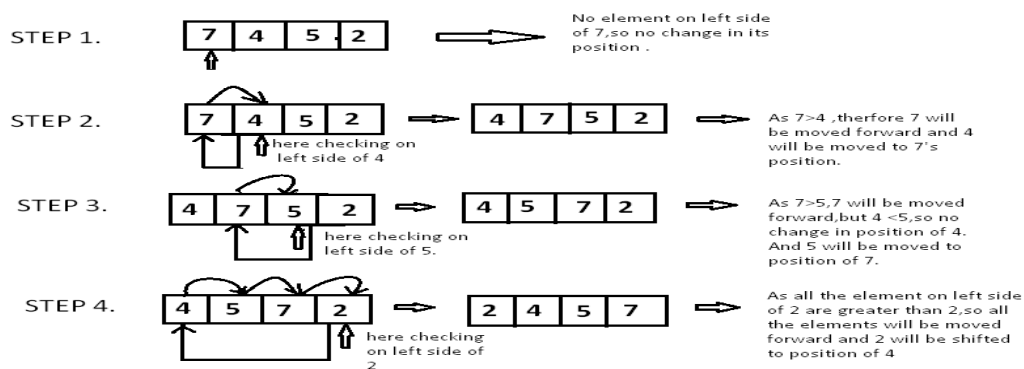 STEP 1.
7 4 5 2
No element on left side
of 7,so no change in its
position .
STEP 2.
7 4 5 2
here checking on
left side of 4
4 7 5 2
As 7>4 ,therfore 7 will
be moved forward and 4
will be moved to 7's
position.
STEP 3.
4 7 5 2
here checking on
left side of 5.
4 5 7 2
As 7>5,7 will be moved
forward,but 4 <5,so no
change in position of 4.
And 5 will be moved to
position of 7.
STEP 4.
4 5 7 2
here checking
on left side of
2
2 4 5 7
As all the element on left side
of 2 are greater than 2,so all
the elements will be moved
forward and 2 will be shifted
to position of 4